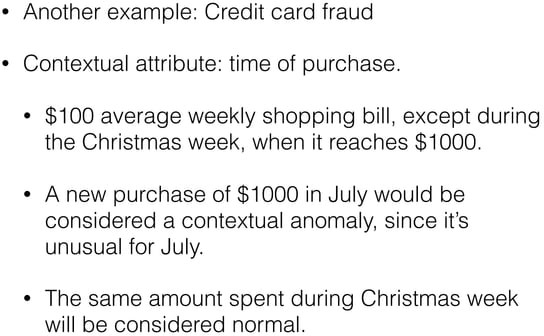 • Another example: Credit card fraud
• Contextual attribute: time of purchase.
• $100 average weekly shopping bill, except during
the Christmas week, when it reaches $1000.
• A new purchase of $1000 in July would be
considered a contextual anomaly, since it’s
unusual for July.
• The same amount spent during Christmas week
will be considered normal.